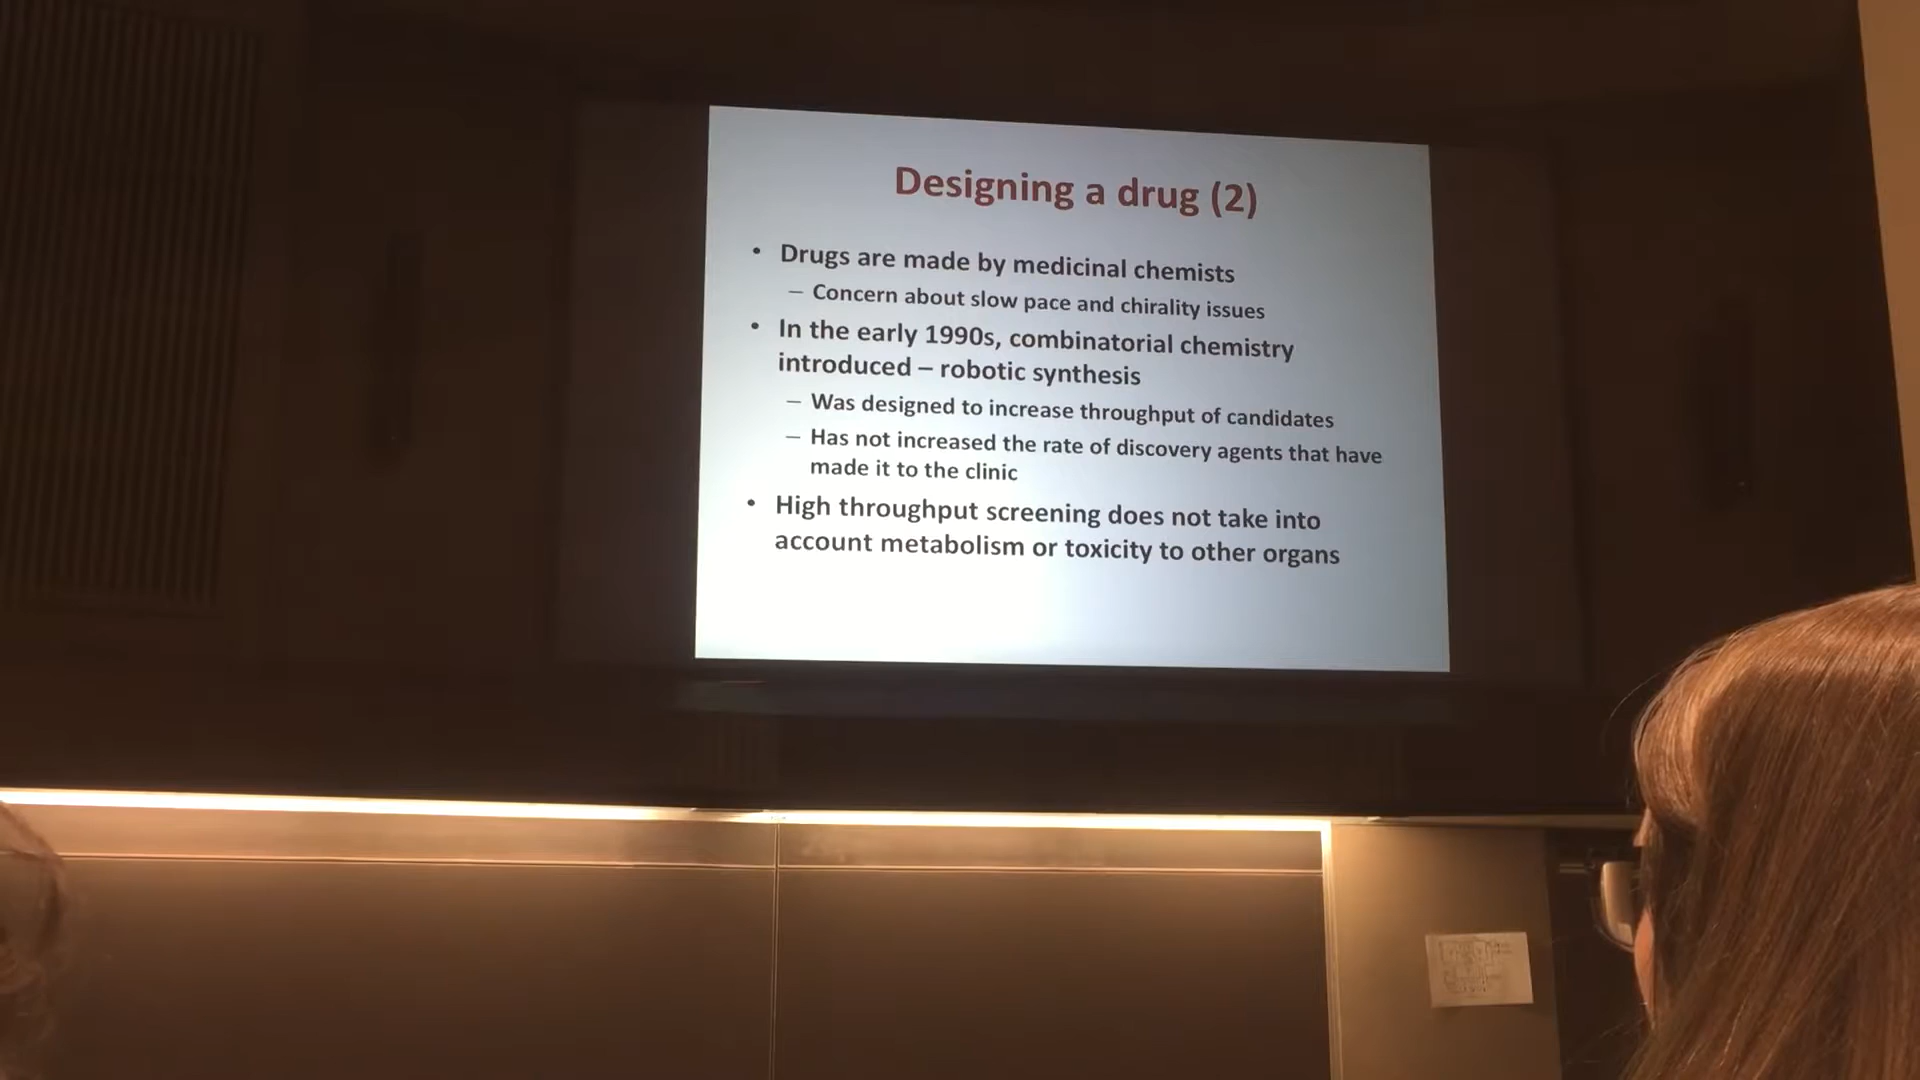 Designing a drug (2)
• Drugs are made by medicinal chemists
– Concern about slow pace and chirality issues
• In the early 1990s, combinatorial chemistry
introduced – robotic synthesis
– Was designed to increase throughput of candidates
– Has not increased the rate of discovery agents that have
made it to the clinic
• High throughput screening does not take into
account metabolism or toxicity to other organs